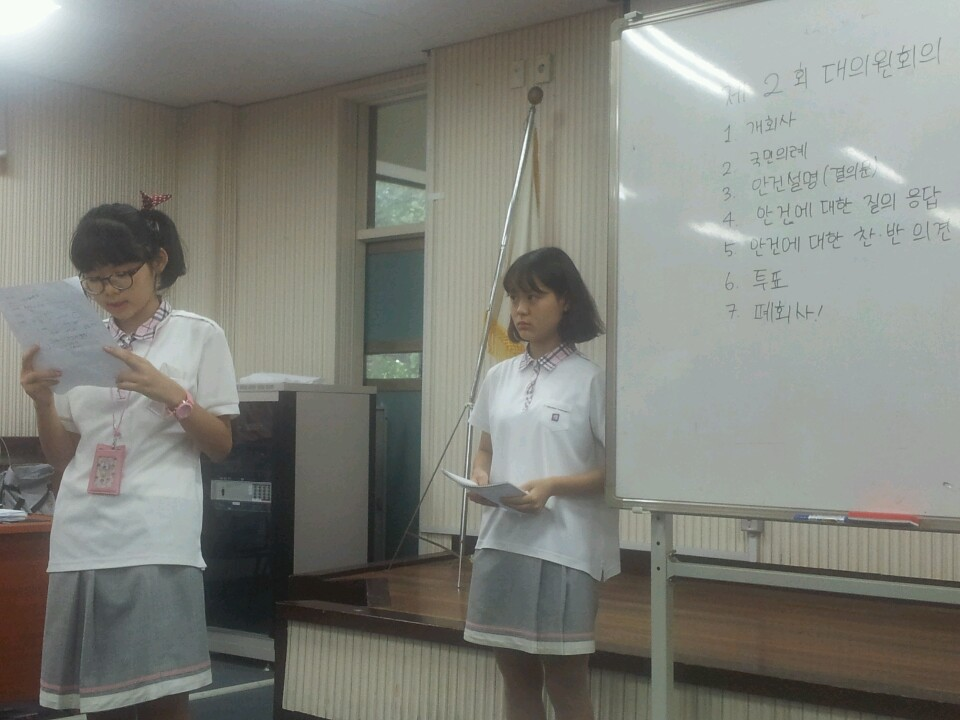 제 2 회 대의원회의
1. 개회사
2. 국민의례
3. 안건설명 (결의문)
4. 안건에 대한 질의 응답
5. 안건에 대한 찬·반 의견
6. 투표
7. 폐회사!